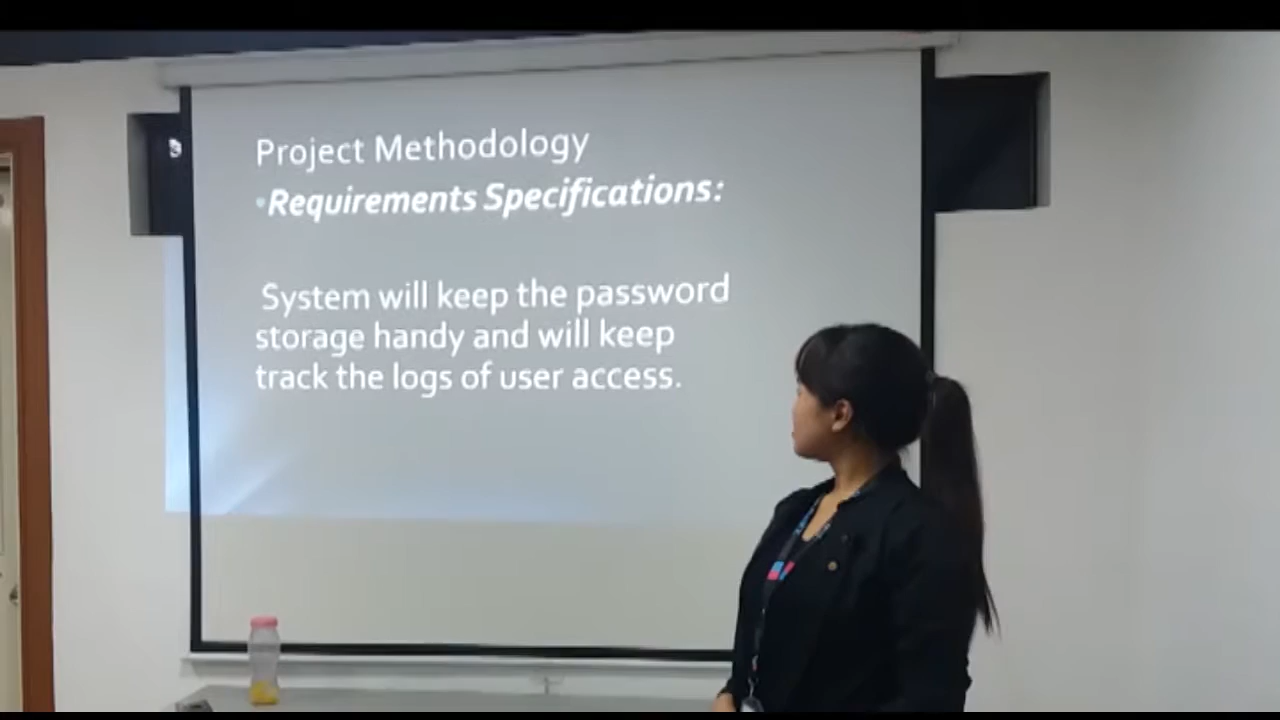 Project Methodology
•Requirements Specifications:
System will keep the password
storage handy and will keep
track the logs of user access.